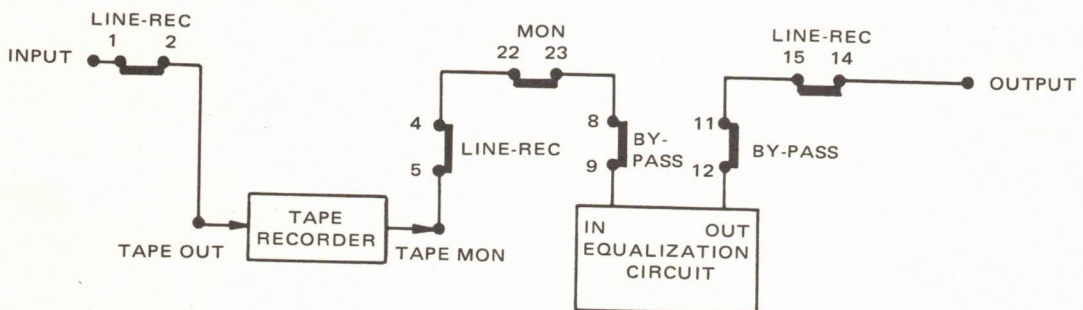 LINE-REC
1 2
INPUT
TAPE OUT
TAPE
RECORDER
TAPE MON
4
5
LINE-REC
MON
22 23
8
9
BY-
PASS
IN OUT
EQUALIZATION
CIRCUIT
11
12
BY-PASS
LINE-REC
15 14
OUTPUT